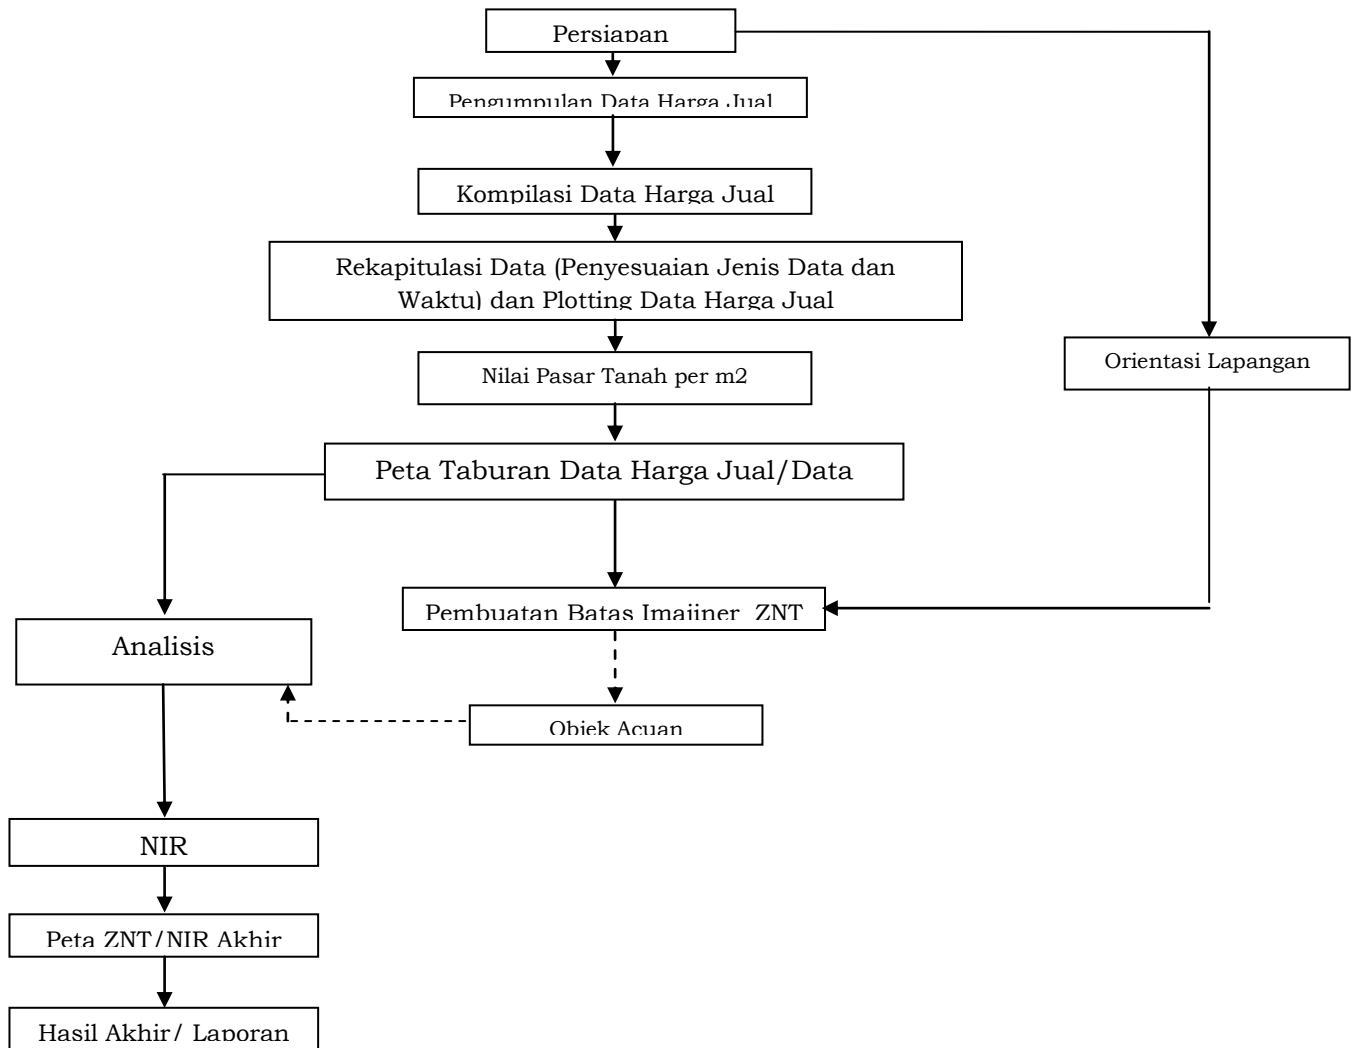 Persiapan
Pengumpulan Data Harga Jual
Kompilasi Data Harga Jual
Rekapitulasi Data (Penyesuaian Jenis Data dan
Waktu) dan Plotting Data Harga Jual
Nilai Pasar Tanah per m2
Orientasi Lapangan
Peta Taburan Data Harga Jual/Data
Pembuatan Batas Imajiner ZNT
Analisis
Objek Acuan
NIR
Peta ZNT/NIR Akhir
Hasil Akhir/ Laporan